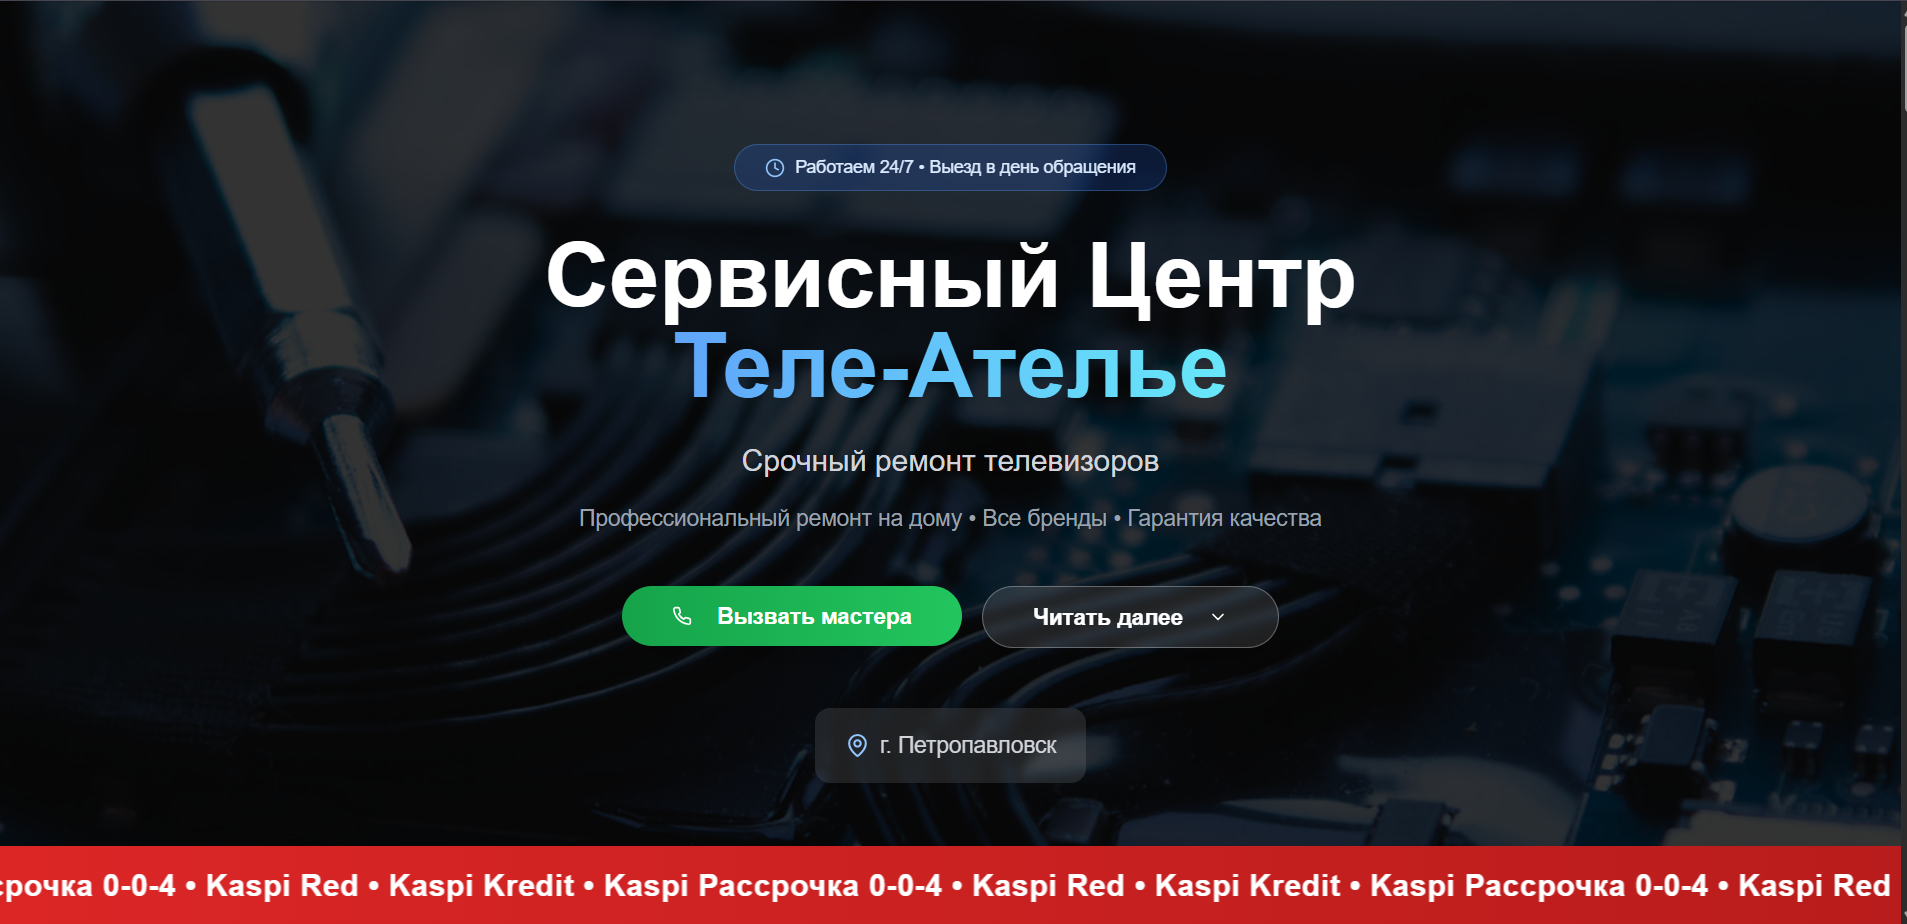 Работаем 24/7 • Выезд в день обращения
Сервисный Центр
Теле-Ателье
Срочный ремонт телевизоров
Профессиональный ремонт на дому • Все бренды • Гарантия качества
Вызвать мастера
Читать далее
г. Петропавловск
срочка 0-0-4 • Kaspi Red • Kaspi Kredit • Kaspi Рассрочка 0-0-4 • Kaspi Red • Kaspi Kredit • Kaspi Рассрочка 0-0-4 • Kaspi Red